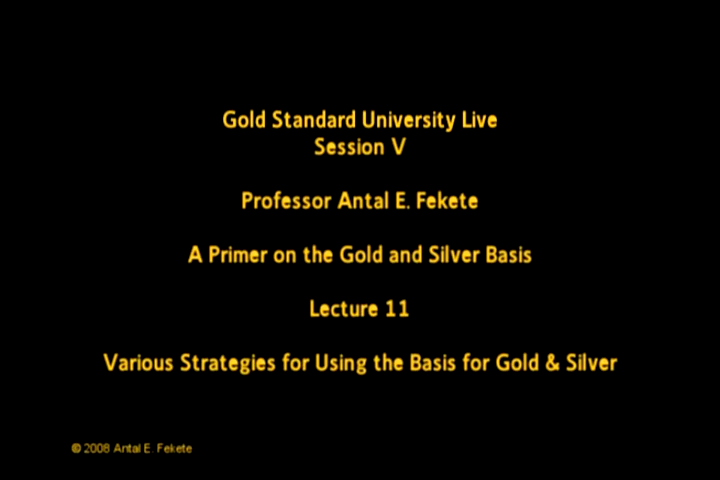 Gold Standard University Live
Session V
Professor Antal E. Fekete
A Primer on the Gold and Silver Basis
Lecture 11
Various Strategies for Using the Basis for Gold & Silver
© 2008 Antal E. Fekete